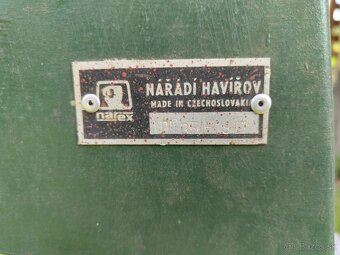 NÁŘADÍ HAVÍŘOV
MADE IN CZECHOSLOVAKIA
narex